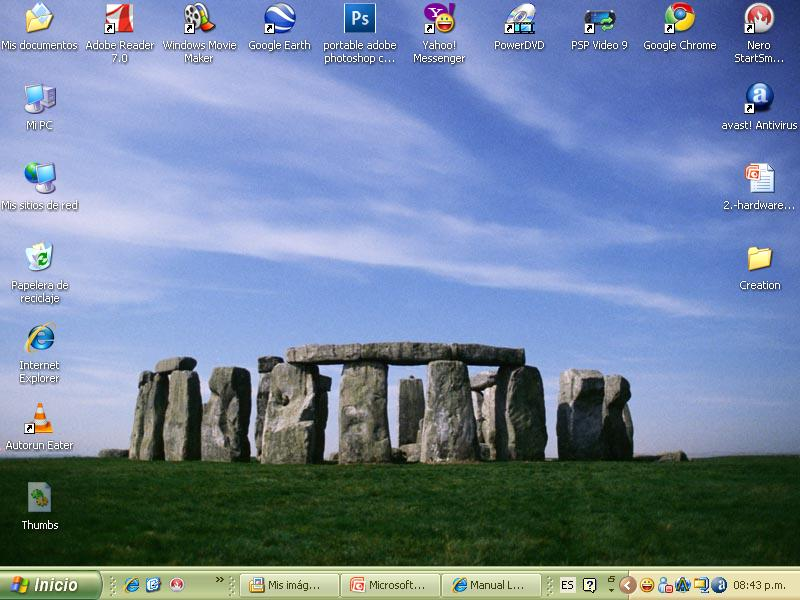 Mis documentos
Adobe Reader
7.0
Windows Movie
Maker
Google Earth
Ps
portable adobe
photoshop c...
Yahoo!
Messenger
PowerDVD
PSP Video 9
Google Chrome
Nero
StartSm...
Mi PC
avast! Antivirus
Mis sitios de red
2.-hardware...
Papelera de
reciclaje
Creation
Internet
Explorer
Autorun Eater
Thumbs
Inicio
Mis imág...
Microsoft...
Manual L...
ES
08:43 p.m.